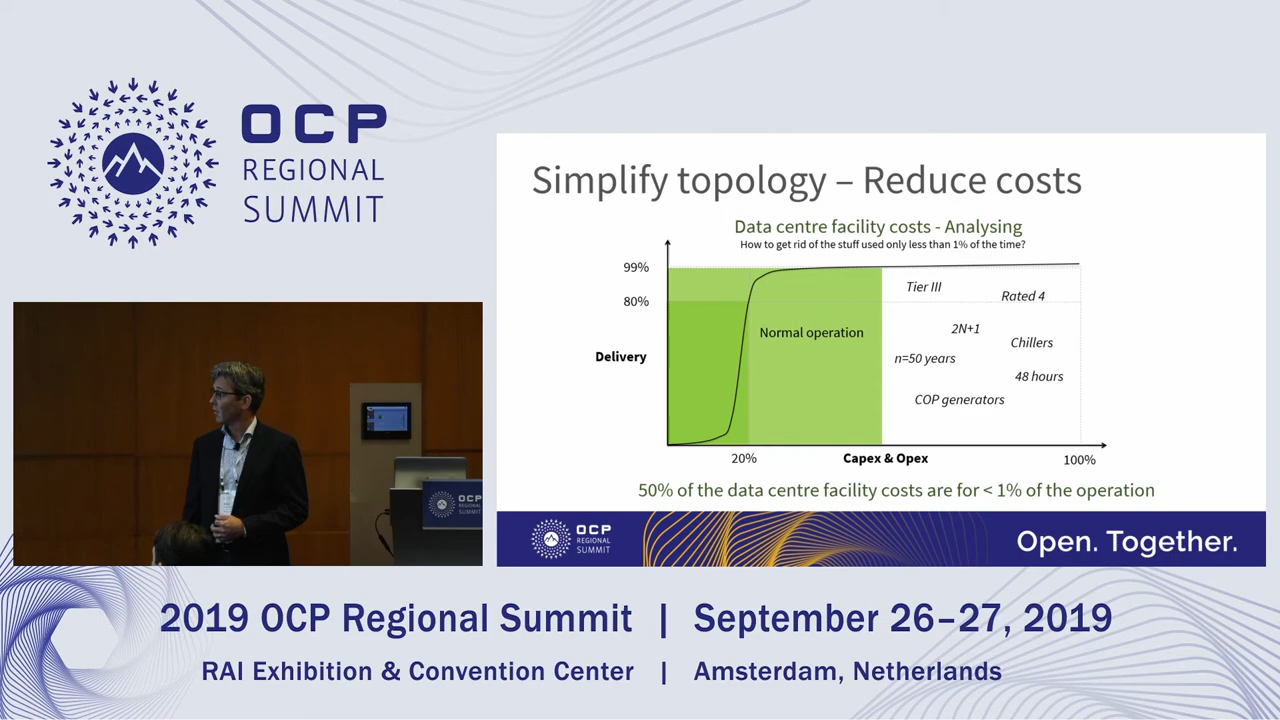 OCP
REGIONAL
SUMMIT
Simplify topology – Reduce costs
Data centre facility costs - Analysing
How to get rid of the stuff used only less than 1% of the time?
99%
80%
Delivery
Normal operation
Tier III
Rated 4
2N+1
Chillers
n=50 years
48 hours
COP generators
20%
Capex & Opex
100%
50% of the data centre facility costs are for < 1% of the operation
OCP
REGIONAL
SUMMIT
Open. Together.
OCP
REGIONAL
SUMMIT
2019 OCP Regional Summit | September 26–27, 2019
RAI Exhibition & Convention Center | Amsterdam, Netherlands